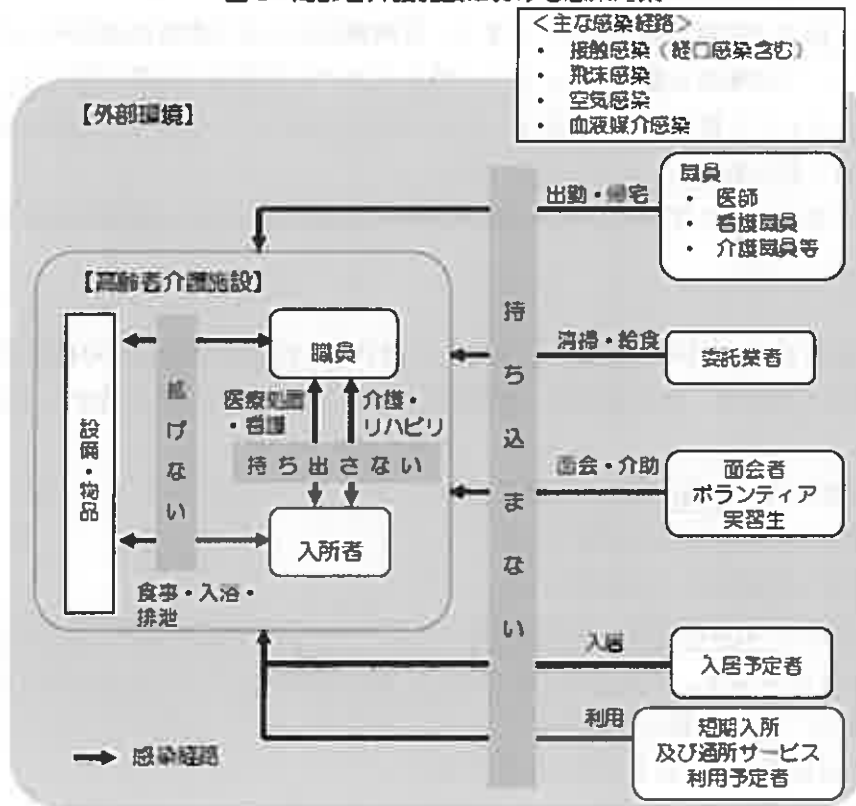 ＜主な感染経路＞
・ 接触感染（経口感染含む）
・ 飛沫感染
・ 空気感染
・ 血液媒介感染
【外部環境】
出勤・帰宅
職員
・ 医師
・ 看護職員
・ 介護職員等
【高齢者介護施設】
職員
持ち込まない
清掃・給食
委託業者
拡げない
設備・物品
医療処置
・看護
介護・
リハビリ
持ち出さない
面会・介助
面会者
ボランティア
実習生
入所者
食事・入浴・
排泄
入居
入居予定者
利用
短期入所
及び通所サービス
利用予定者
感染経路